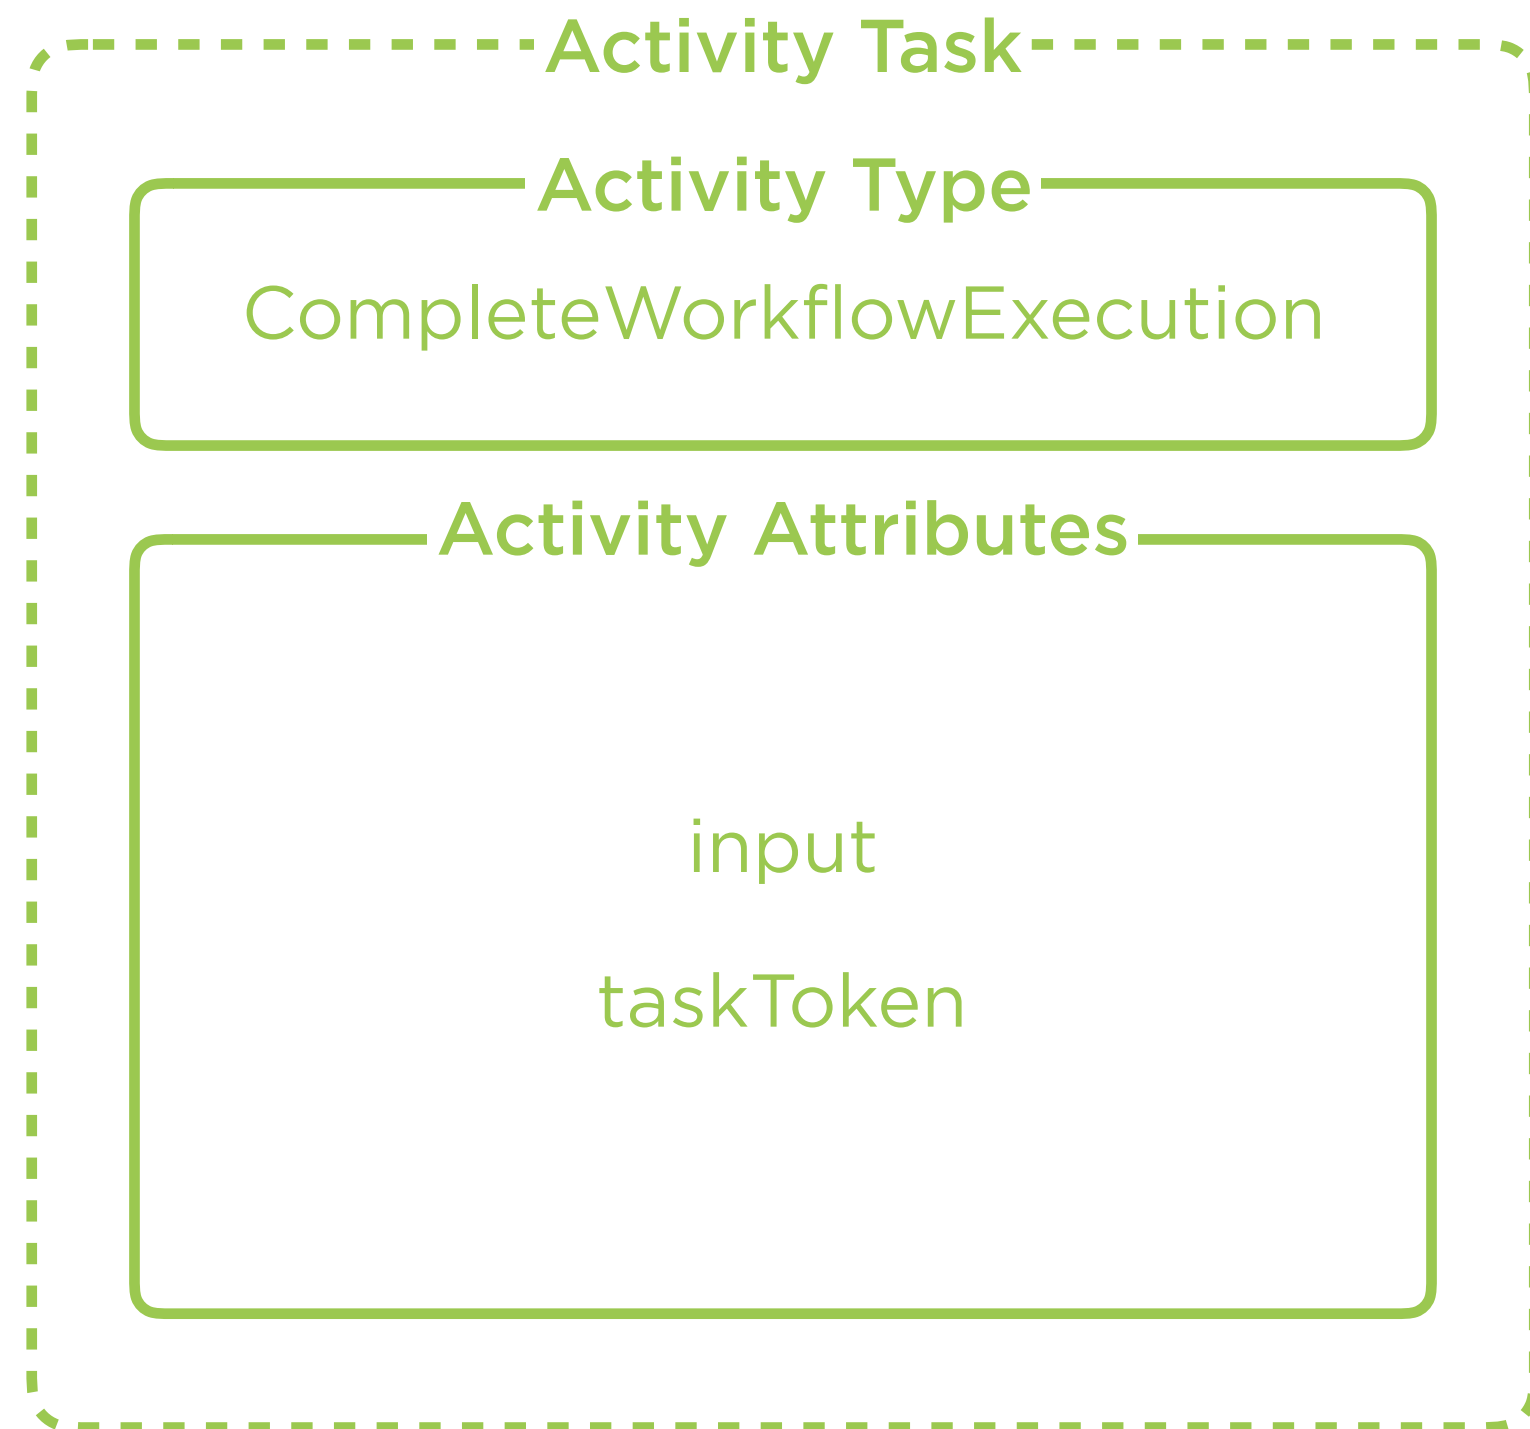 Activity Task
Activity Type
CompleteWorkflowExecution
Activity Attributes
input
taskToken